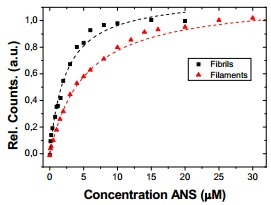 1,0
0,8
0,6
0,4
0,2
0,0
Rel. Counts. (a.u.)
Fibrils
Filaments
0 5 10 15 20 25 30
Concentration ANS (μM)